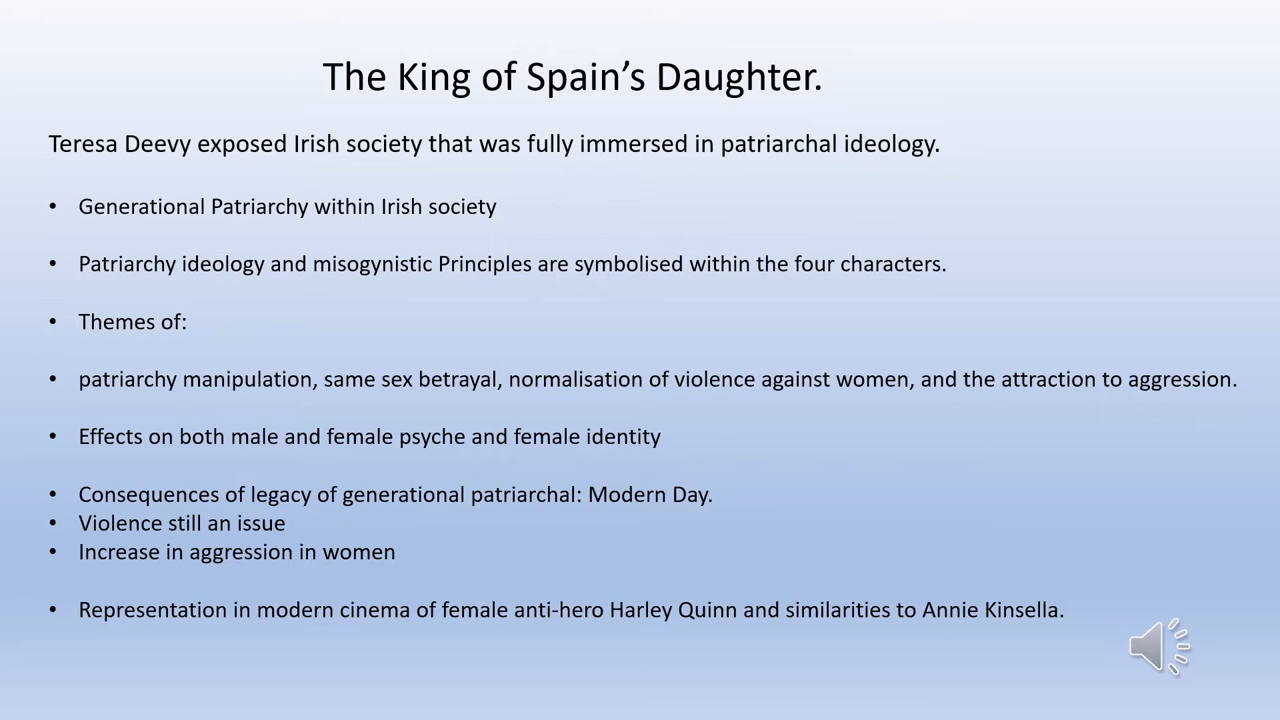 The King of Spain’s Daughter.
Teresa Deevy exposed Irish society that was fully immersed in patriarchal ideology.
• Generational Patriarchy within Irish society
• Patriarchy ideology and misogynistic Principles are symbolised within the four characters.
• Themes of:
• patriarchy manipulation, same sex betrayal, normalisation of violence against women, and the attraction to aggression.
• Effects on both male and female psyche and female identity
• Consequences of legacy of generational patriarchal: Modern Day.
• Violence still an issue
• Increase in aggression in women
• Representation in modern cinema of female anti-hero Harley Quinn and similarities to Annie Kinsella.